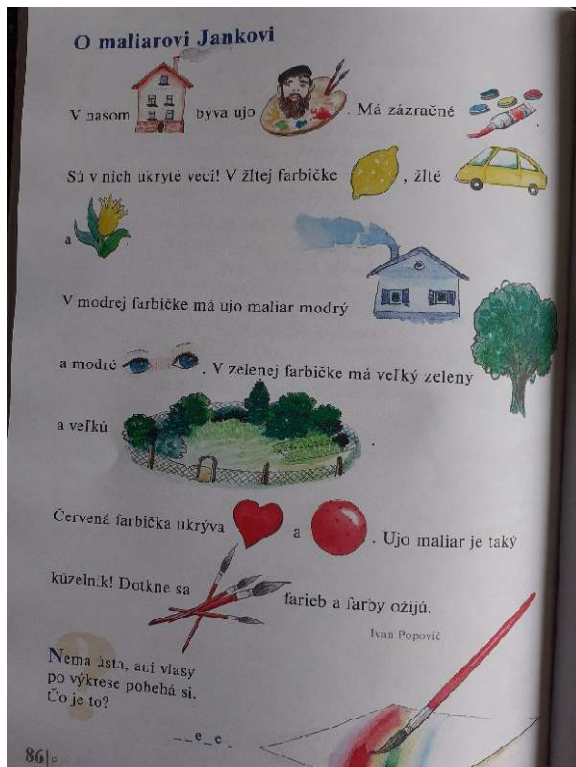 O maliarovi Jankovi
V našom býva ujo . Má zázračné .
Sú v nich ukryté veci! V žltej farbičke , žlté
a .
V modrej farbičke má ujo maliar modrý
a modré . V zelenej farbičke má veľký zelený
a veľkú .
Červená farbička ukrýva a . Ujo maliar je taký
kúzelník! Dotkne sa farieb a farby ožijú.
Ivan Popovič
Nemá ústa, ani vlasy
po výkrese pobehá si.
Čo je to?
_ _ e _ e _
86